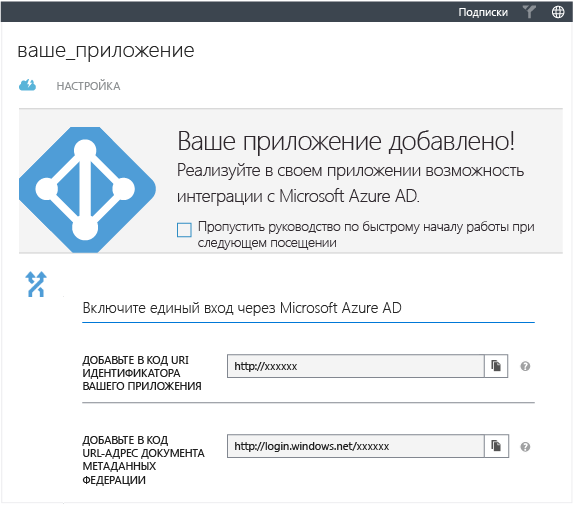 Подписки
ваше_приложение
НАСТРОЙКА
Ваше приложение добавлено!
Реализуйте в своем приложении возможность
интеграции с Microsoft Azure AD.
Пропустить руководство по быстрому началу работы при
следующем посещении
Включите единый вход через Microsoft Azure AD
ДОБАВЬТЕ В КОД URI
ИДЕНТИФИКАТОРА
ВАШЕГО ПРИЛОЖЕНИЯ
http://xxxxxx
?
ДОБАВЬТЕ В КОД
URL-АДРЕС ДОКУМЕНТА
МЕТАДАННЫХ
ФЕДЕРАЦИИ
http://login.windows.net/xxxxxx
?